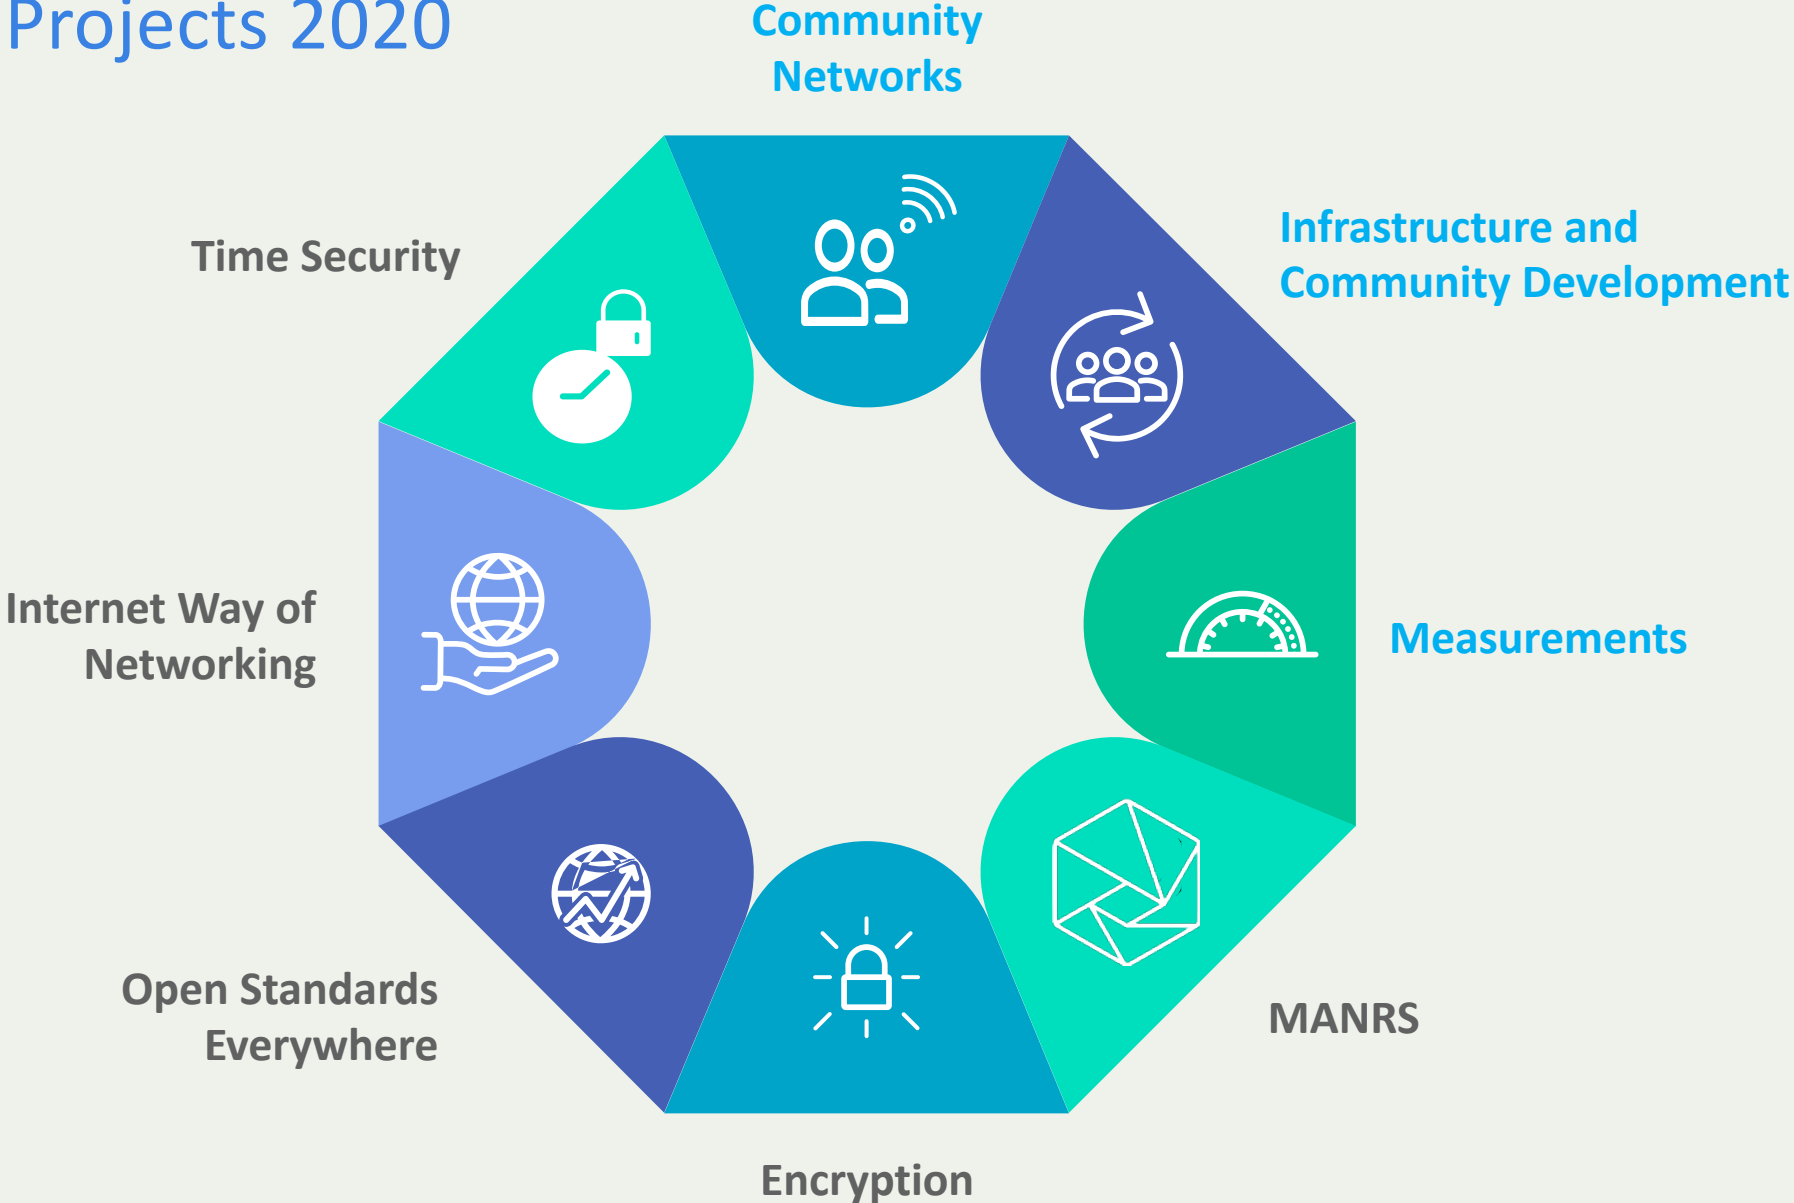 Projects 2020
Community
Networks
Infrastructure and
Community Development
Time Security
Internet Way of
Networking
Measurements
Open Standards
Everywhere
MANRS
Encryption